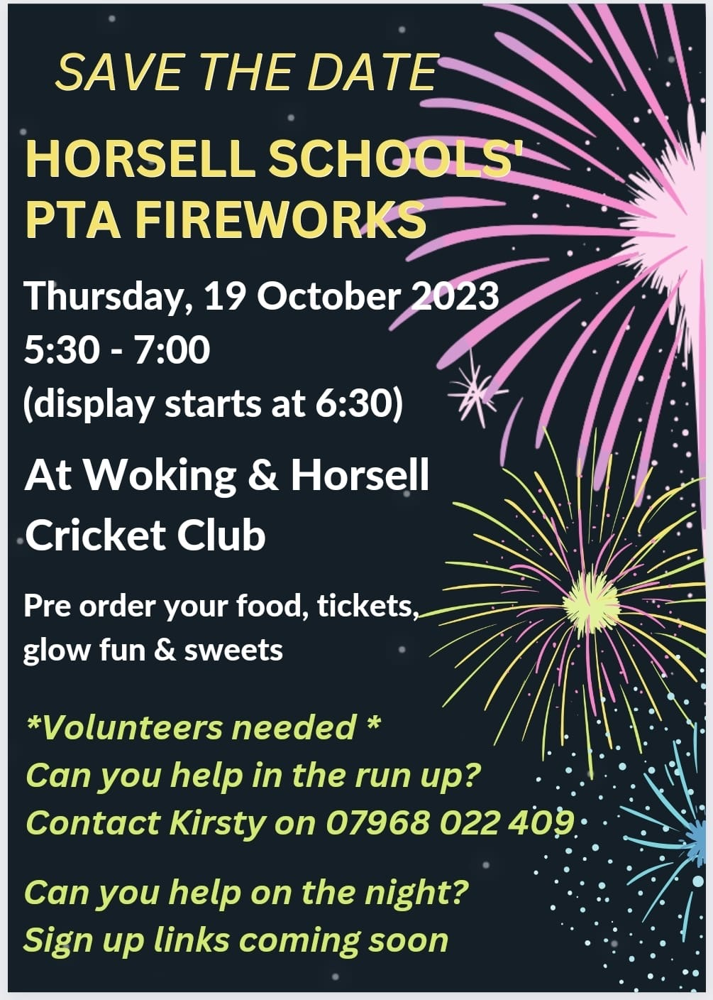 SAVE THE DATE
HORSELL SCHOOLS'
PTA FIREWORKS
Thursday, 19 October 2023
5:30 - 7:00
(display starts at 6:30)
At Woking & Horsell
Cricket Club
Pre order your food, tickets,
glow fun & sweets
*Volunteers needed *
Can you help in the run up?
Contact Kirsty on 07968 022 409
Can you help on the night?
Sign up links coming soon